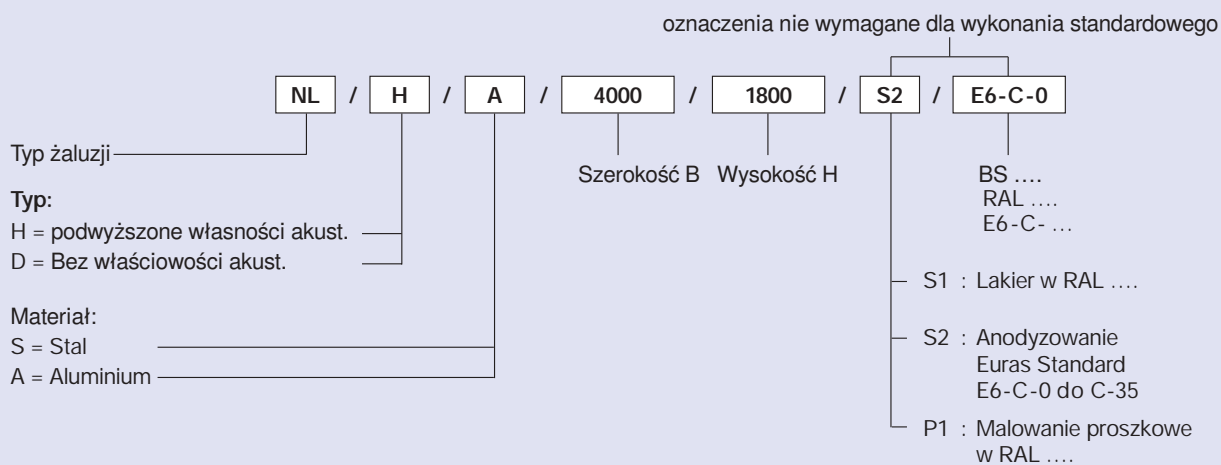 oznaczenia nie wymagane dla wykonania standardowego
NL / H / A / 4000 / 1800 / S2 / E6-C-0
Typ żaluzji
Szerokość B Wysokość H
BS ....
RAL ....
E6-C- ...
Typ:
H = podwyższone własności akust.
D = Bez właściowości akust.
Materiał:
S = Stal
A = Aluminium
S1 : Lakier w RAL ....
S2 : Anodyzowanie
Euras Standard
E6-C-0 do C-35
P1 : Malowanie proszkowe
w RAL ....